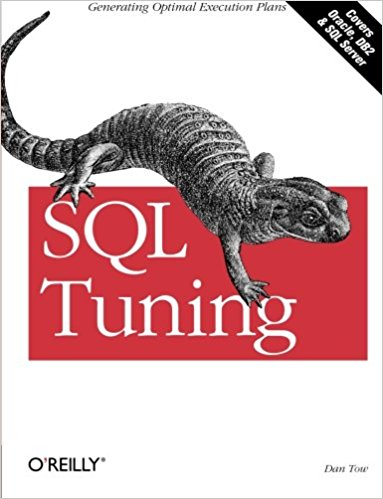 Generating Optimal Execution Plans
Covers
Oracle, DB2
& SQL Server
SQL
Tuning
O'REILLY®
Dan Tow